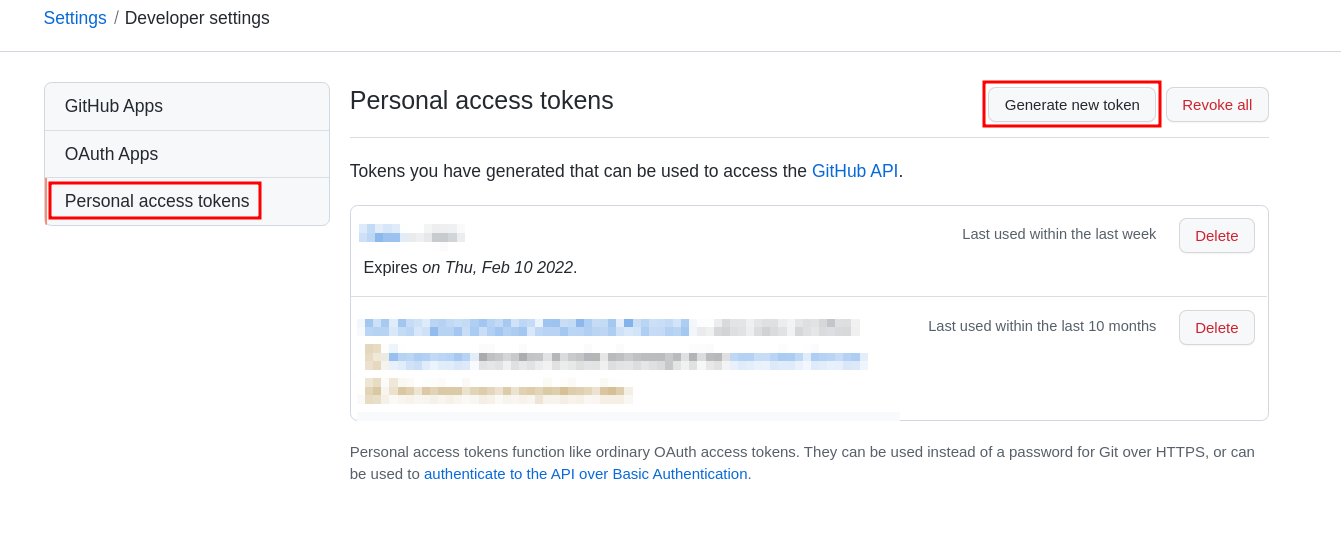 Settings / Developer settings
GitHub Apps
OAuth Apps
Personal access tokens
Personal access tokens
Generate new token
Revoke all
Tokens you have generated that can be used to access the GitHub API.
Last used within the last week
Delete
Expires on Thu, Feb 10 2022.
Last used within the last 10 months
Delete
Personal access tokens function like ordinary OAuth access tokens. They can be used instead of a password for Git over HTTPS, or can
be used to authenticate to the API over Basic Authentication.